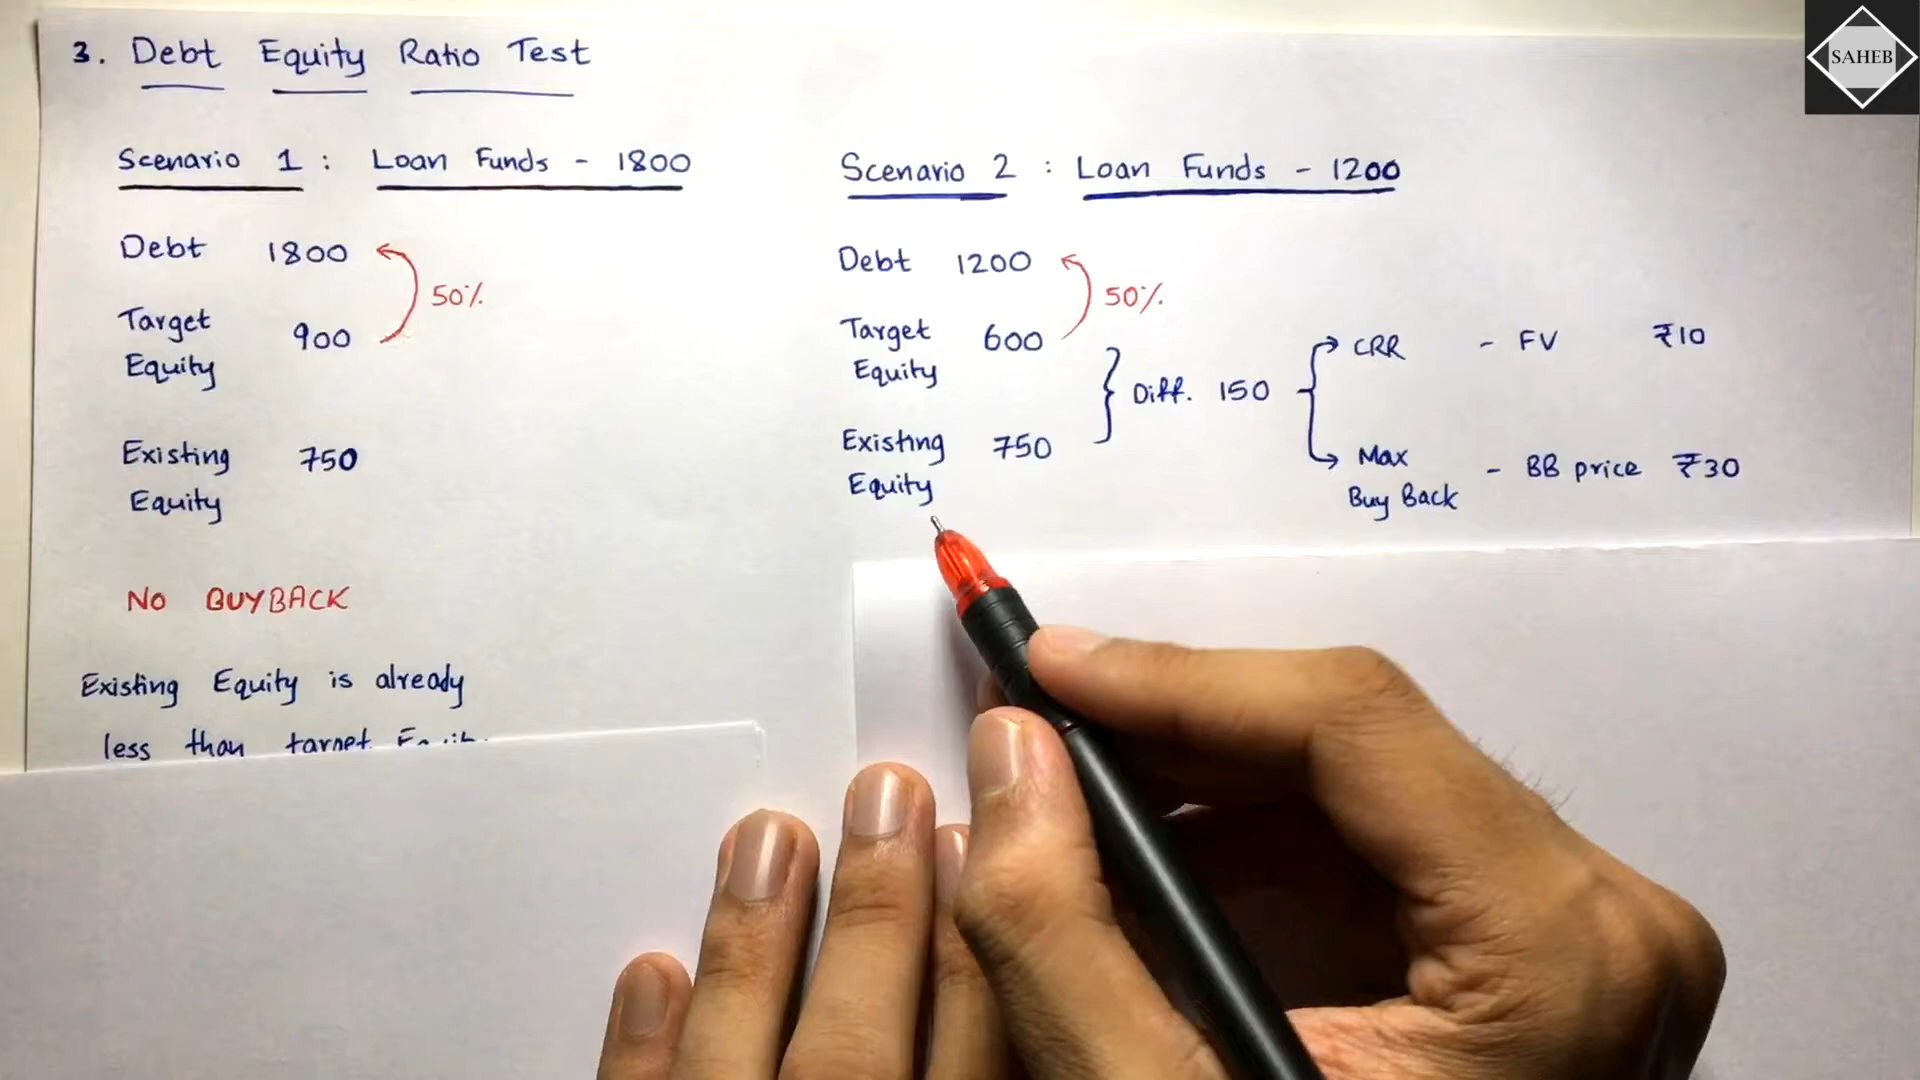 3. Debt Equity Ratio Test
SAHEB
Scenario 1 : Loan Funds - 1800
Debt 1800
50%
Target 900
Equity
Existing 750
Equity
NO BUYBACK
Existing Equity is already
less than target
Scenario 2 : Loan Funds - 1200
Debt 1200
50%
Target 600
Equity
Diff. 150
Existing 750
Equity
CRR - FV ₹10
Max - BB price ₹30
Buy Back